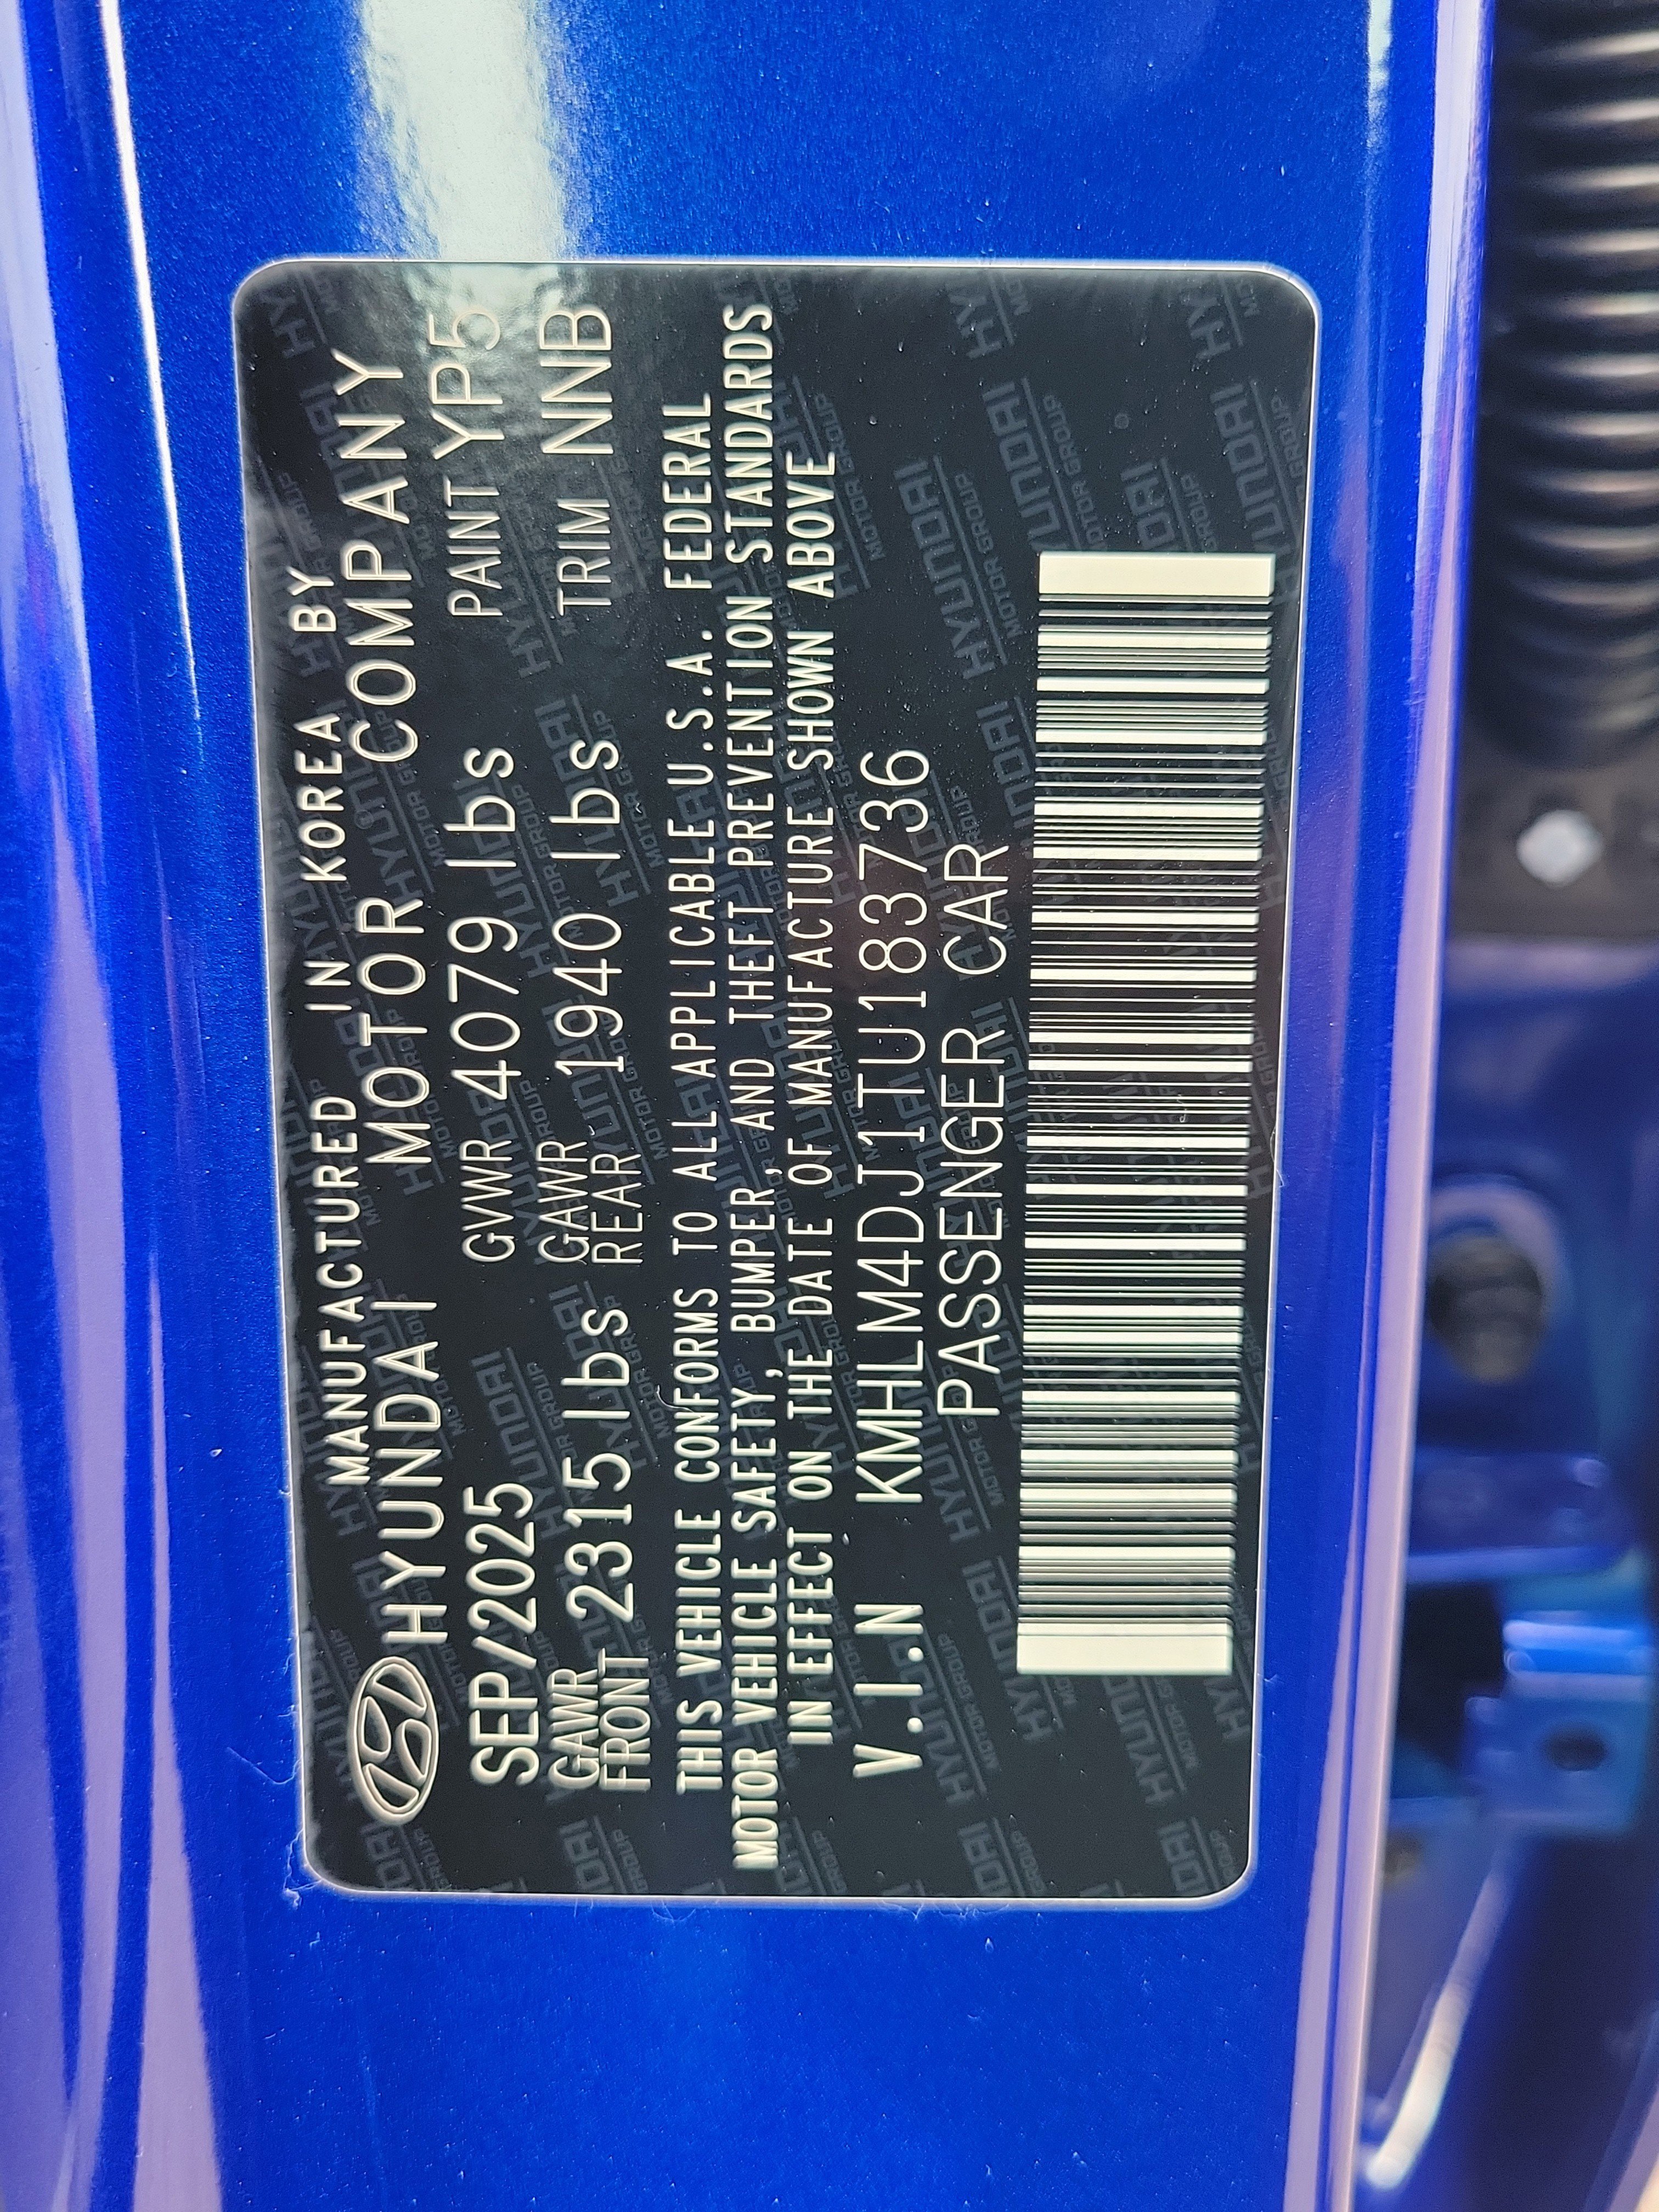 MANUFACTURED IN KOREA BY
HYUNDAI MOTOR COMPANY
SEP/2025 GVWR 4079 lbs PAINT YP5
GAWR FRONT 2315 lbs GAWR REAR 1940 lbs TRIM NNB
THIS VEHICLE CONFORMS TO ALL APPLICABLE U.S.A. FEDERAL
MOTOR VEHICLE SAFETY, BUMPER, AND THEFT PREVENTION STANDARDS
IN EFFECT ON THE DATE OF MANUFACTURE SHOWN ABOVE
V.I.N KMHLM4DJ1TU183736
PASSENGER CAR